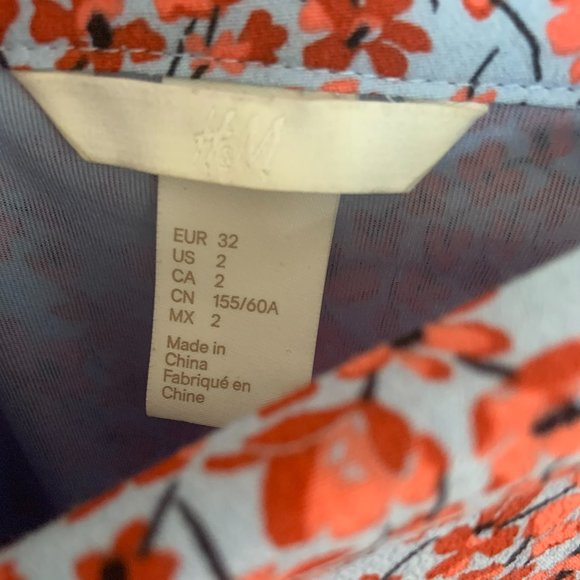 H&M
EUR 32
US 2
CA 2
CN 155/60A
MX 2
Made in
China
Fabriqué en
Chine